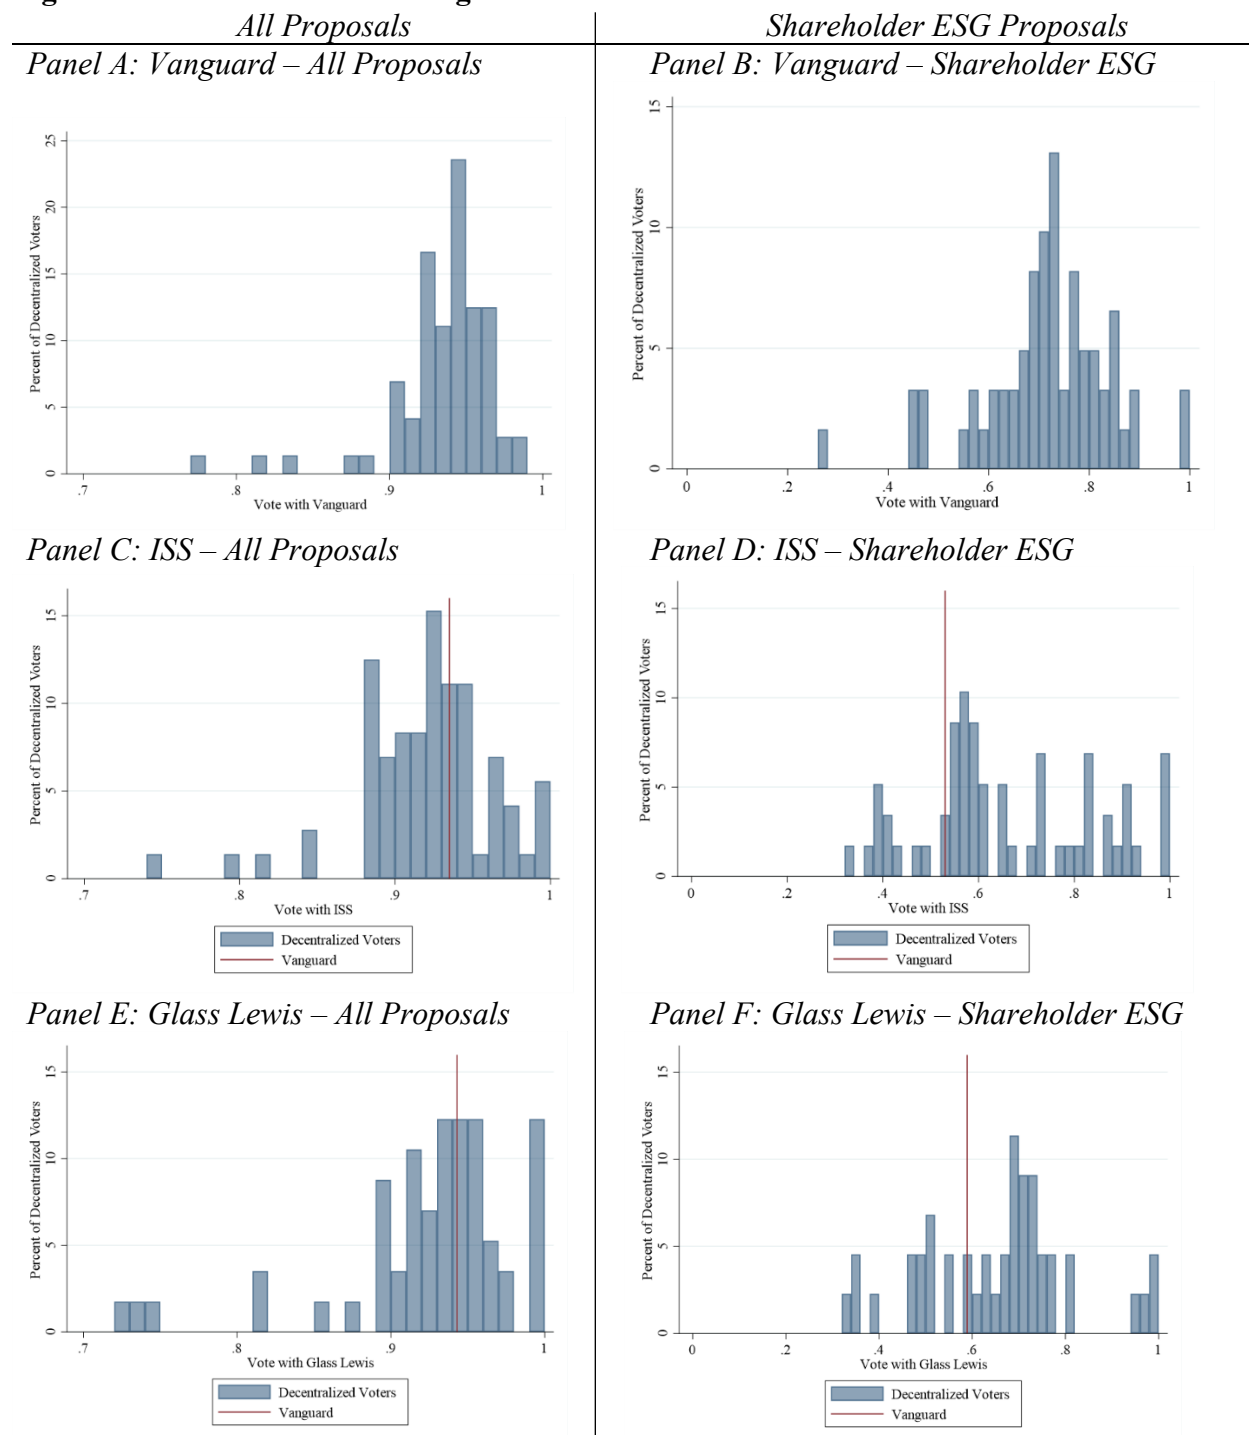 All Proposals
Shareholder ESG Proposals
Panel A: Vanguard – All Proposals
Panel B: Vanguard – Shareholder ESG
Percent of Decentralized Voters
25
20
15
10
5
0
.7 .8 .9 1
Vote with Vanguard
Percent of Decentralized Voters
15
10
5
0
0 .2 .4 .6 .8 1
Vote with Vanguard
Panel C: ISS – All Proposals
Panel D: ISS – Shareholder ESG
Percent of Decentralized Voters
15
10
5
0
.7 .8 .9 1
Vote with ISS
Decentralized Voters
Vanguard
Percent of Decentralized Voters
15
10
5
0
0 .2 .4 .6 .8 1
Vote with ISS
Decentralized Voters
Vanguard
Panel E: Glass Lewis – All Proposals
Panel F: Glass Lewis – Shareholder ESG
Percent of Decentralized Voters
15
10
5
0
.7 .8 .9 1
Vote with Glass Lewis
Decentralized Voters
Vanguard
Percent of Decentralized Voters
15
10
5
0
0 .2 .4 .6 .8 1
Vote with Glass Lewis
Decentralized Voters
Vanguard